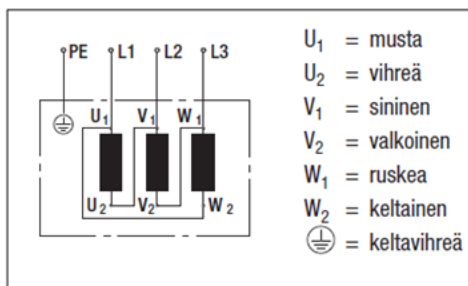 PE L1 L2 L3
U1 V1 W1
U2 V2 W2
U1 = musta
U2 = vihreä
V1 = sininen
V2 = valkoinen
W1 = ruskea
W2 = keltainen
= keltavihreä